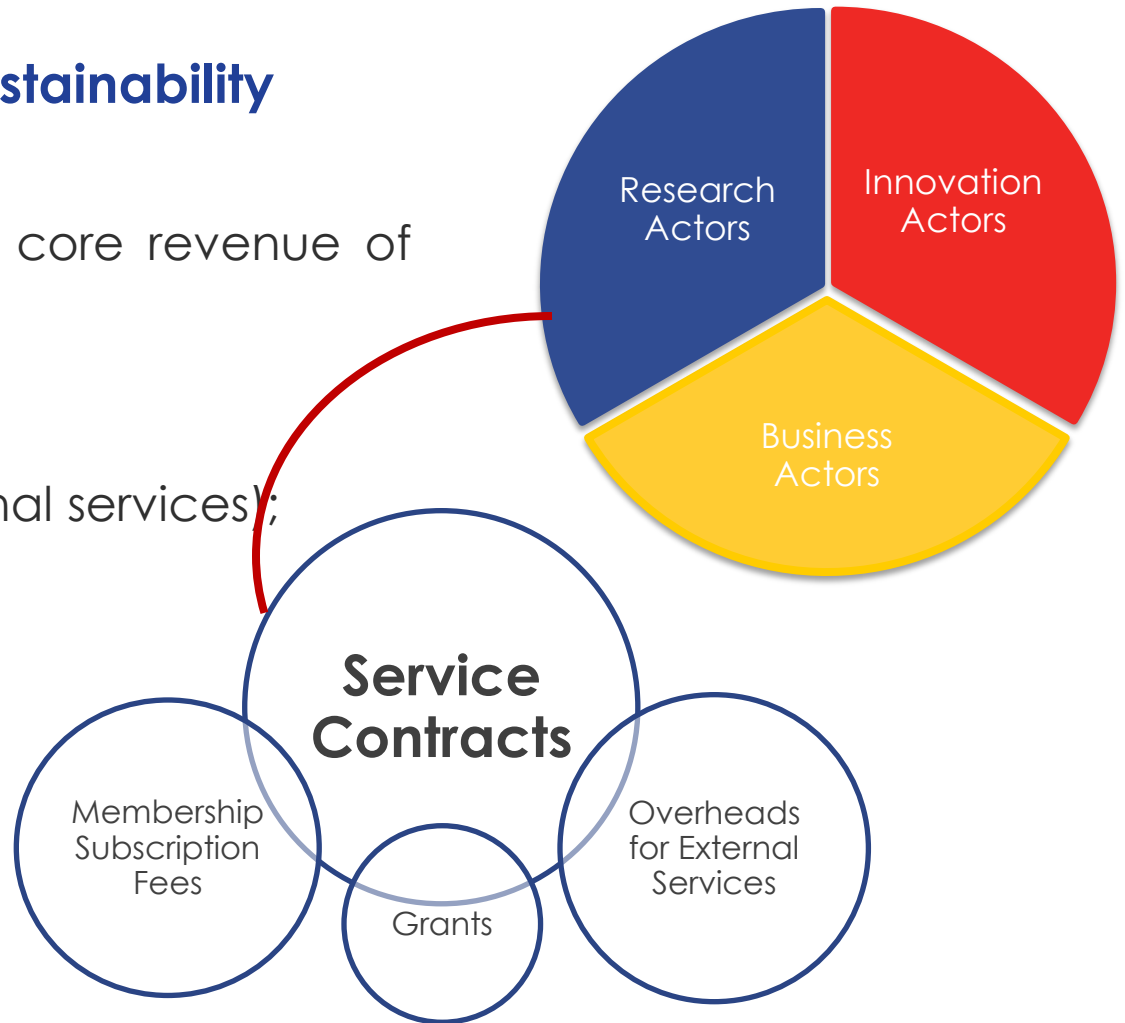 stainability
core revenue of
nal services);
Research
Actors
Innovation
Actors
Business
Actors
Service
Contracts
Membership
Subscription
Fees
Grants
Overheads
for External
Services